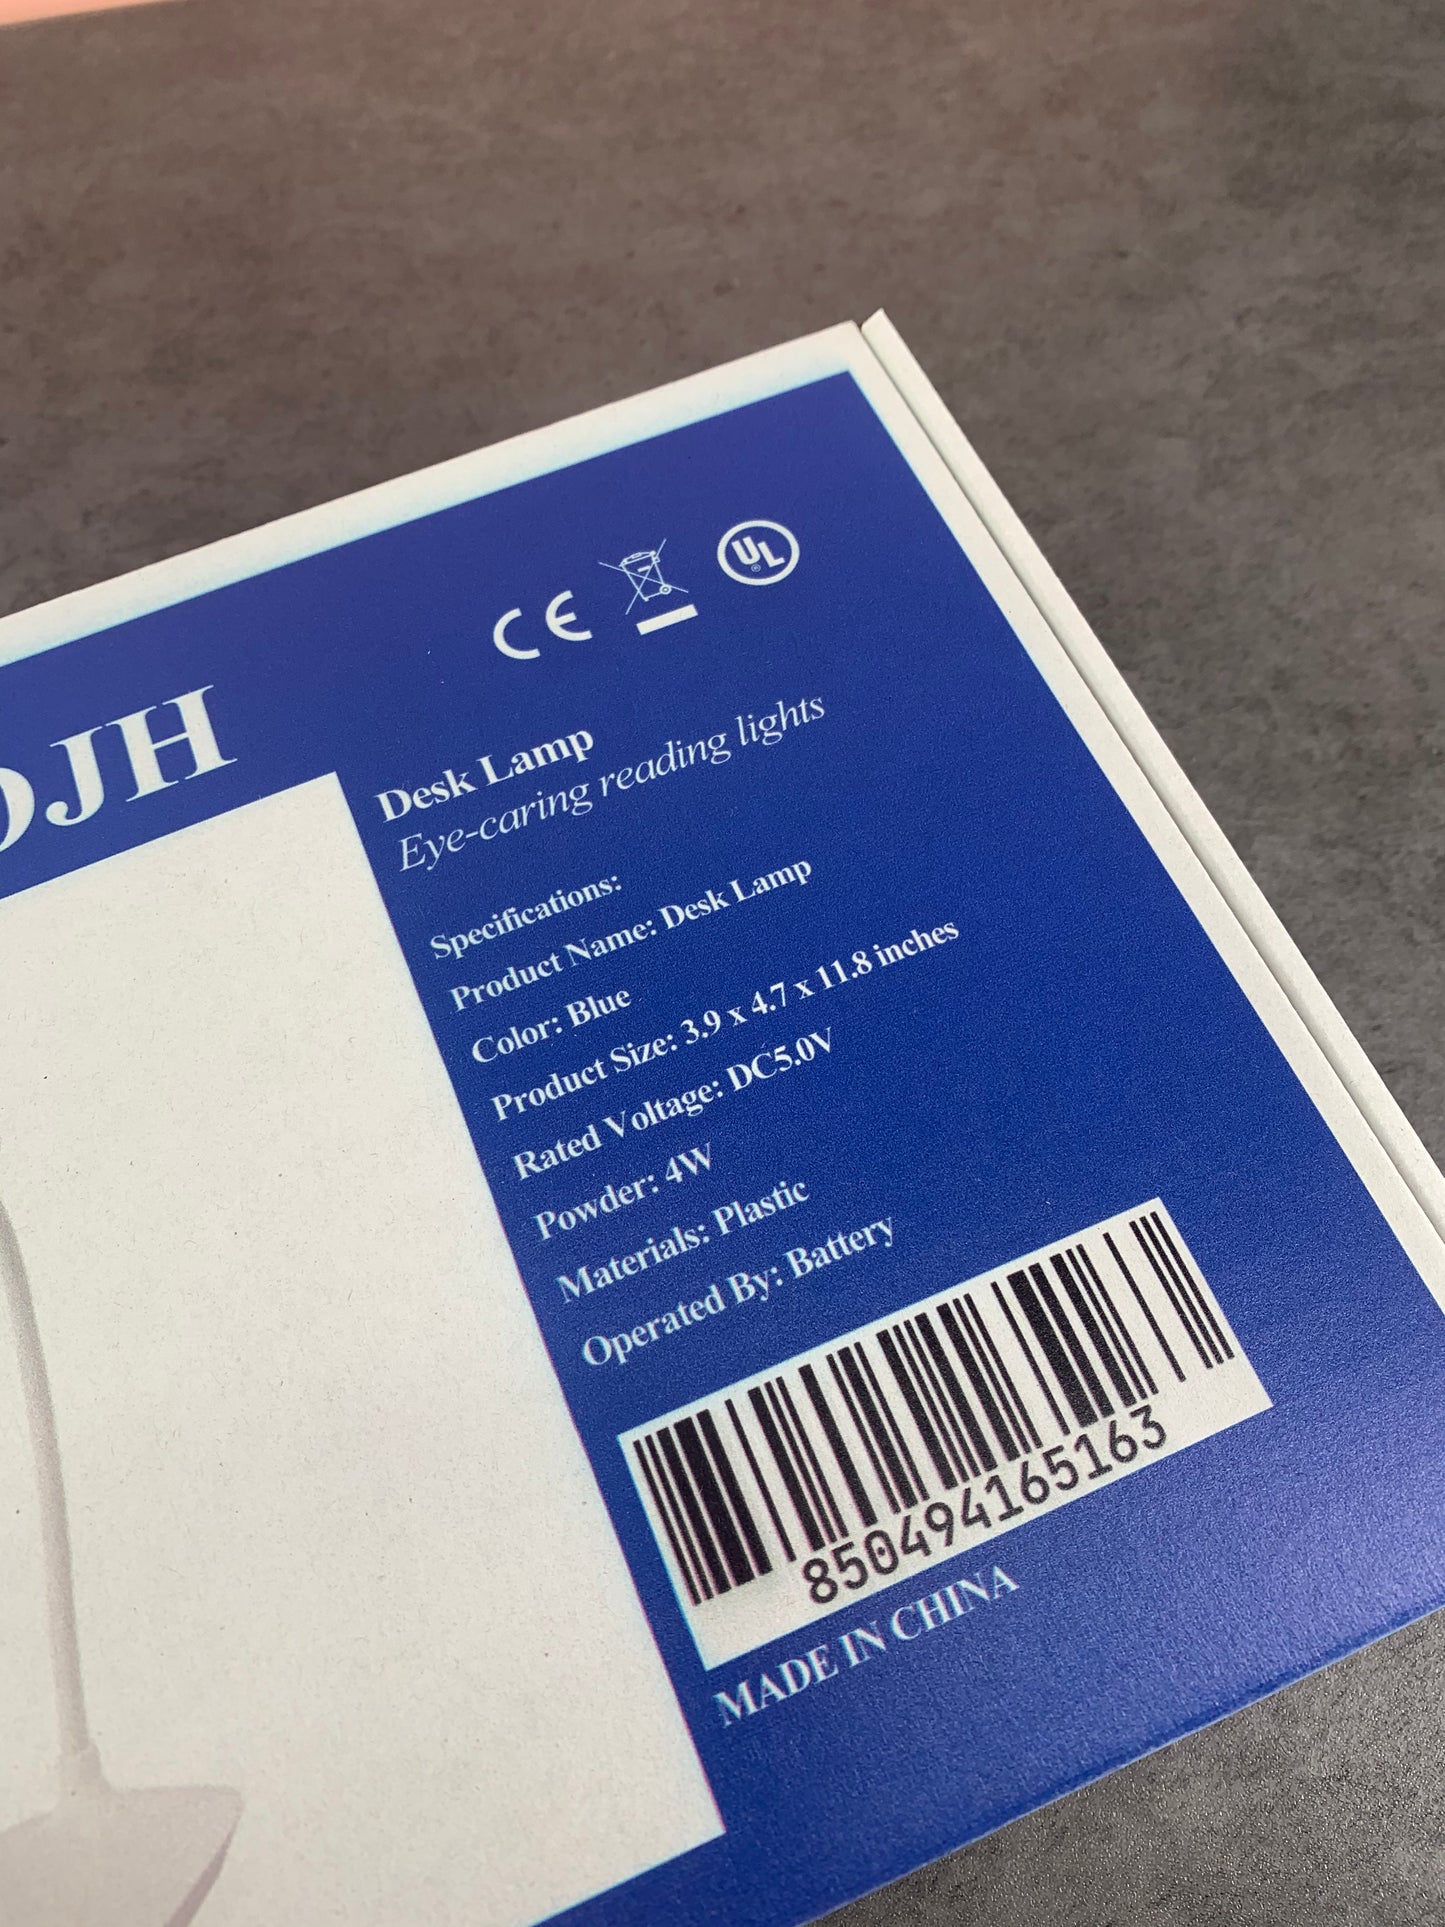 CE
UL
®
JH
Desk Lamp
Eye-caring reading lights
Specifications:
Product Name: Desk Lamp
Color: Blue
Product Size: 3.9 x 4.7 x 11.8 inches
Rated Voltage: DC5.0V
Powder: 4W
Materials: Plastic
Operated By: Battery
850494165163
MADE IN CHINA